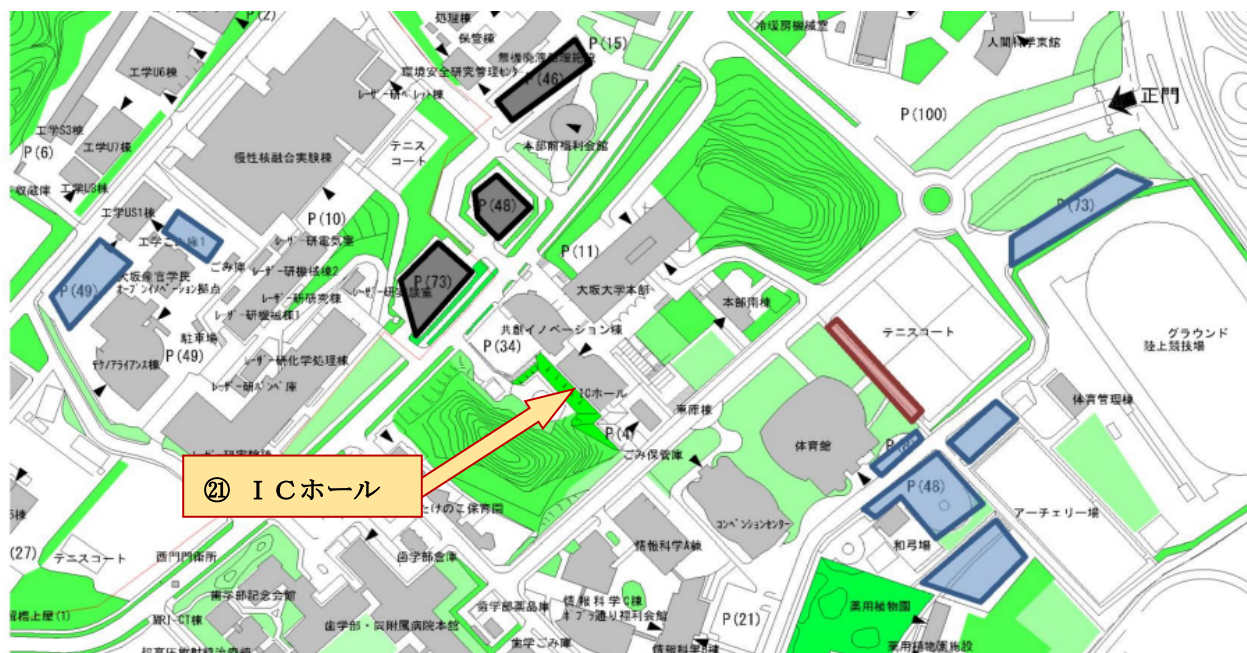 P(2)
処理棟
保管棟
P(15)
冷暖房機械室
人間科学東館
工学U6棟
環境安全研究管理センター
P(46)
レーザー研ペレット棟
正門
P(100)
工学S3棟
P(6)
工学U7棟
慢性核融合実験棟
テニス
コート
本部前福利会館
工学U8棟
工学US1棟
P(10)
P(48)
P(73)
P(11)
レーザー研電気室
ごみ庫
レーザー研機械棟2
P(49)
大阪産官学民
オープンイノベーション拠点
P(73)
レーザー研研究棟
大阪大学本部
本部南棟
レーザー研機械棟1
共創イノベーション棟
テニスコート
グラウンド
陸上競技場
駐車場
P(49)
テクノアライアンス棟
レーザー研化学処理棟
P(34)
レーザー研ボンベ庫
ICホール
体育管理棟
車庫棟
P(4)
体育館
ごみ保管庫
㉑ ＩＣホール
P(48)
たけのこ保育園
コンベンションセンター
アーチェリー場
和弓場
P(27)
テニスコート
西門門衛所
歯学部倉庫
情報科学A棟
歯学部記念会館
歯学部薬品庫
情報科学C棟
ポプラ通り福利会館
薬用植物園
MRI-CT棟
歯学部・同附属病院本館
P(21)
歯学ごみ庫
情報科学B棟
薬用植物園施設